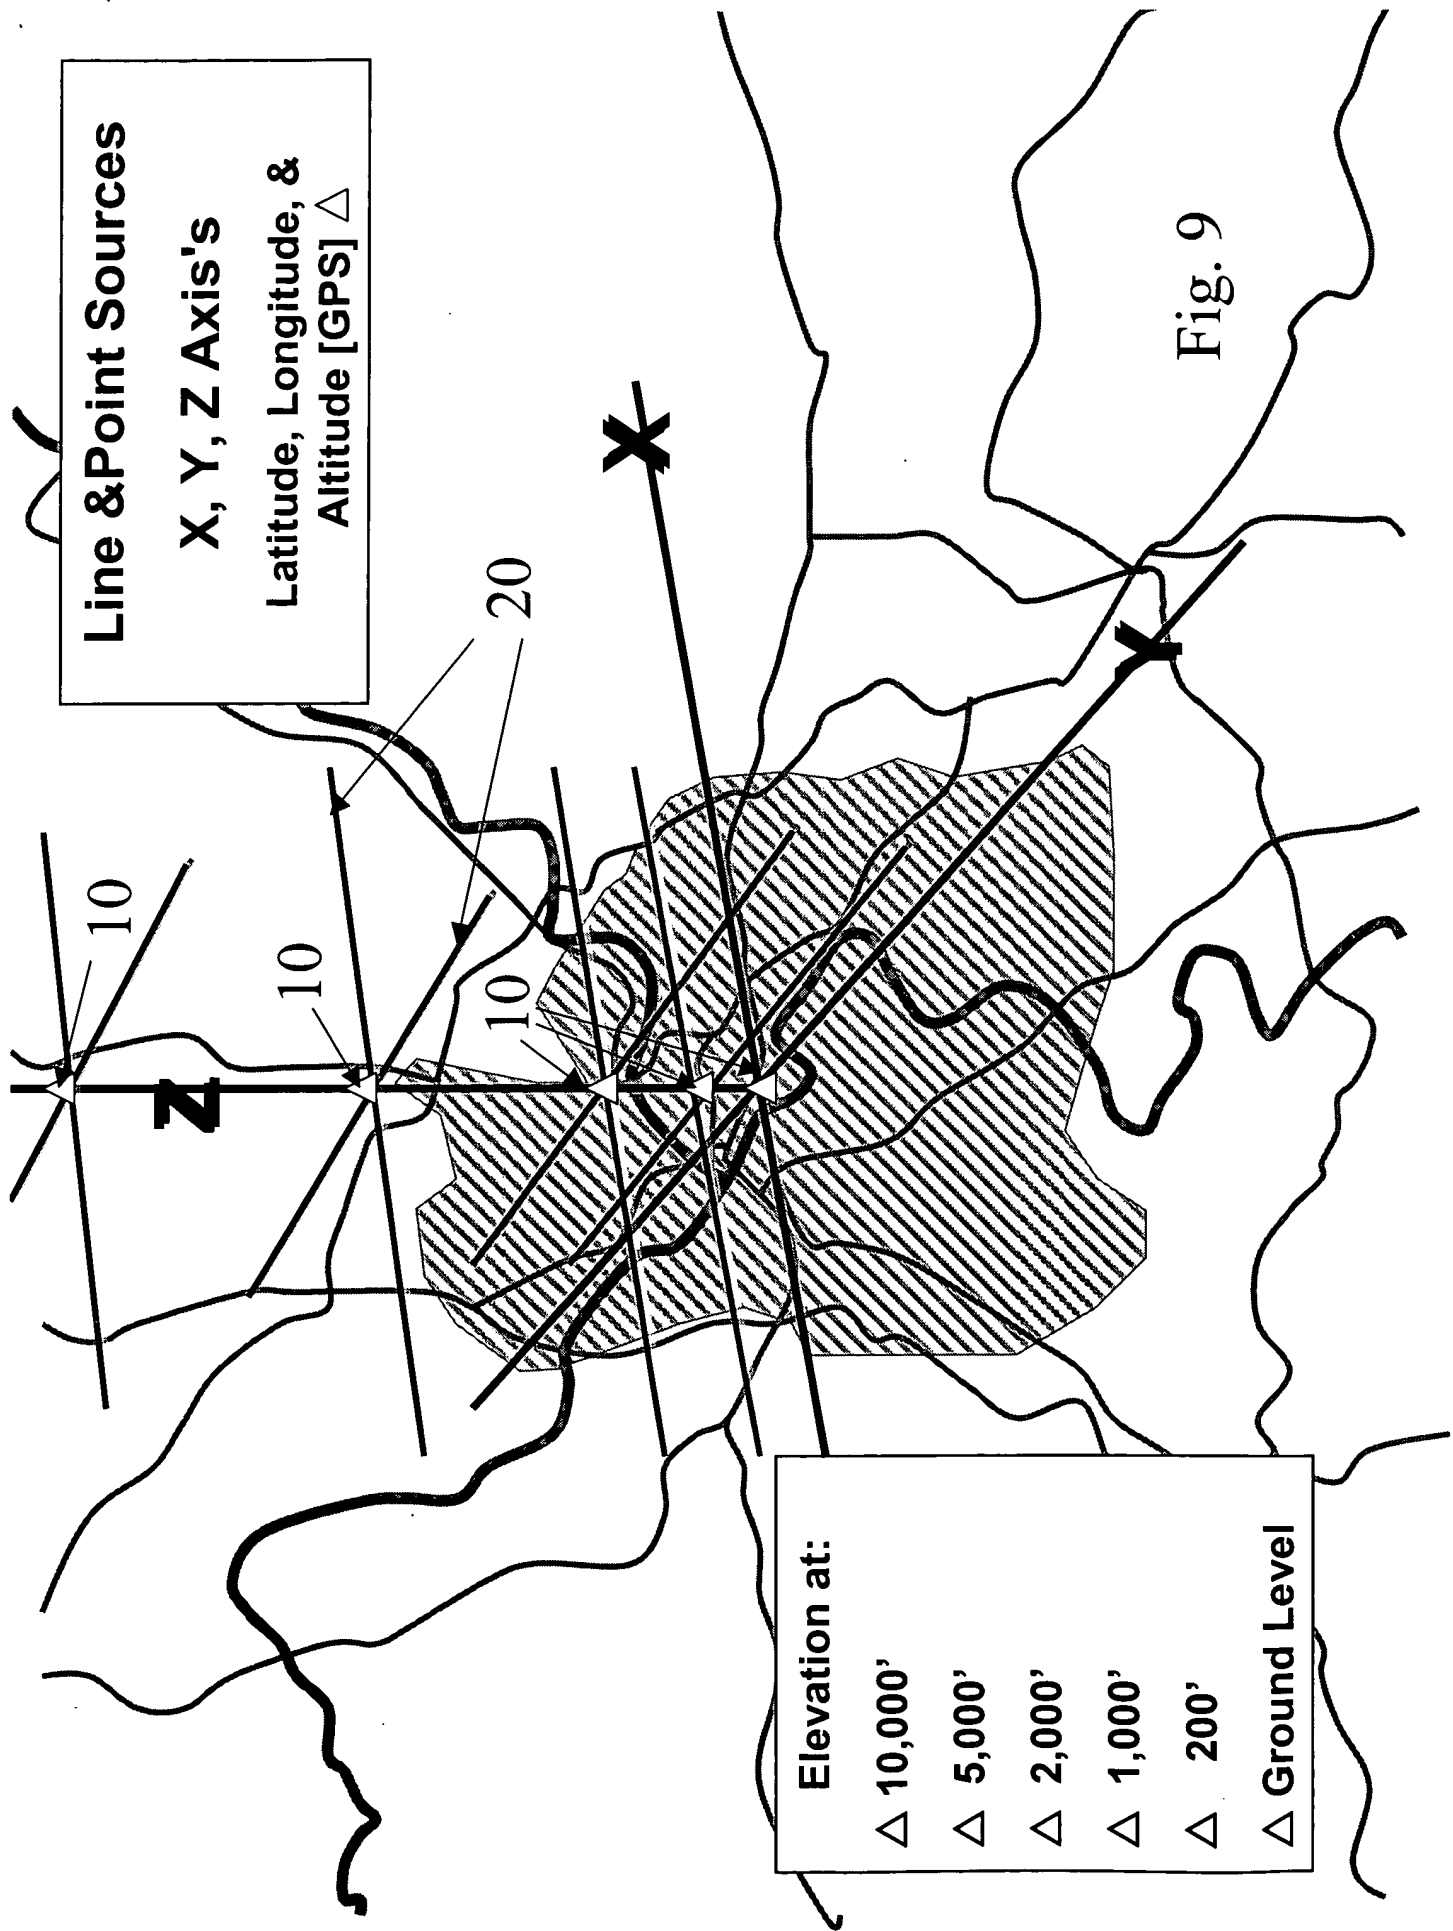 Line &Point Sources
X, Y, Z Axis's
Latitude, Longitude, &
Altitude [GPS] △
10
Z
10
20
10
X
Y
Elevation at:
△ 10,000’
△ 5,000’
△ 2,000’
△ 1,000’
△ 200’
△ Ground Level
Fig. 9